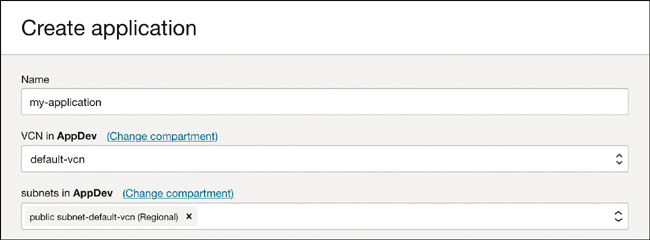 Create application
Name
my-application
VCN in AppDev (Change compartment)
default-vcn
subnets in AppDev (Change compartment)
public subnet-default-vcn (Regional) ×